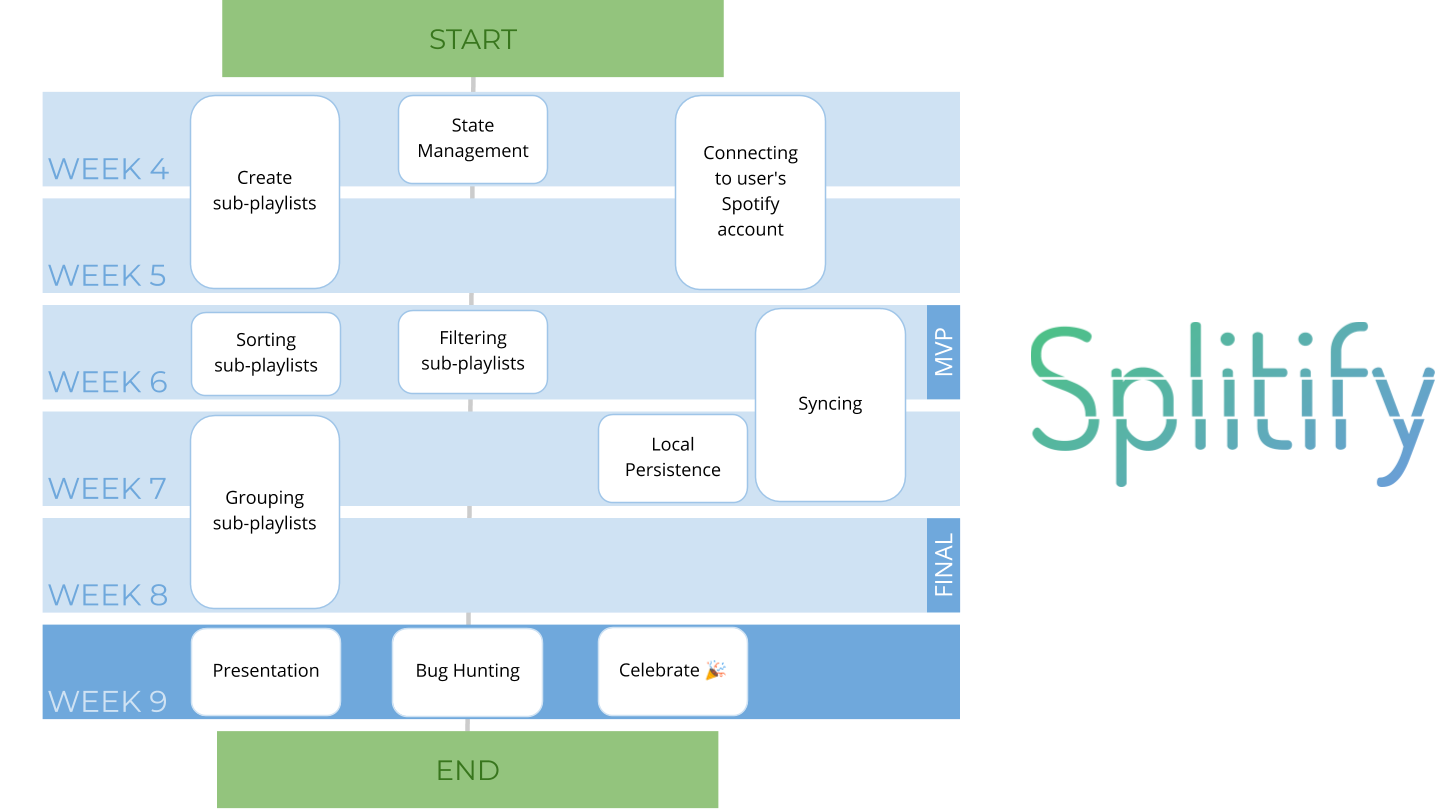 START
WEEK 4
Create
sub-playlists
State
Management
Connecting
to user's
Spotify
account
WEEK 5
WEEK 6
Sorting
sub-playlists
Filtering
sub-playlists
Syncing
MVP
WEEK 7
Grouping
sub-playlists
Local
Persistence
WEEK 8
FINAL
WEEK 9
Presentation
Bug Hunting
Celebrate 🎉
END
Splitify